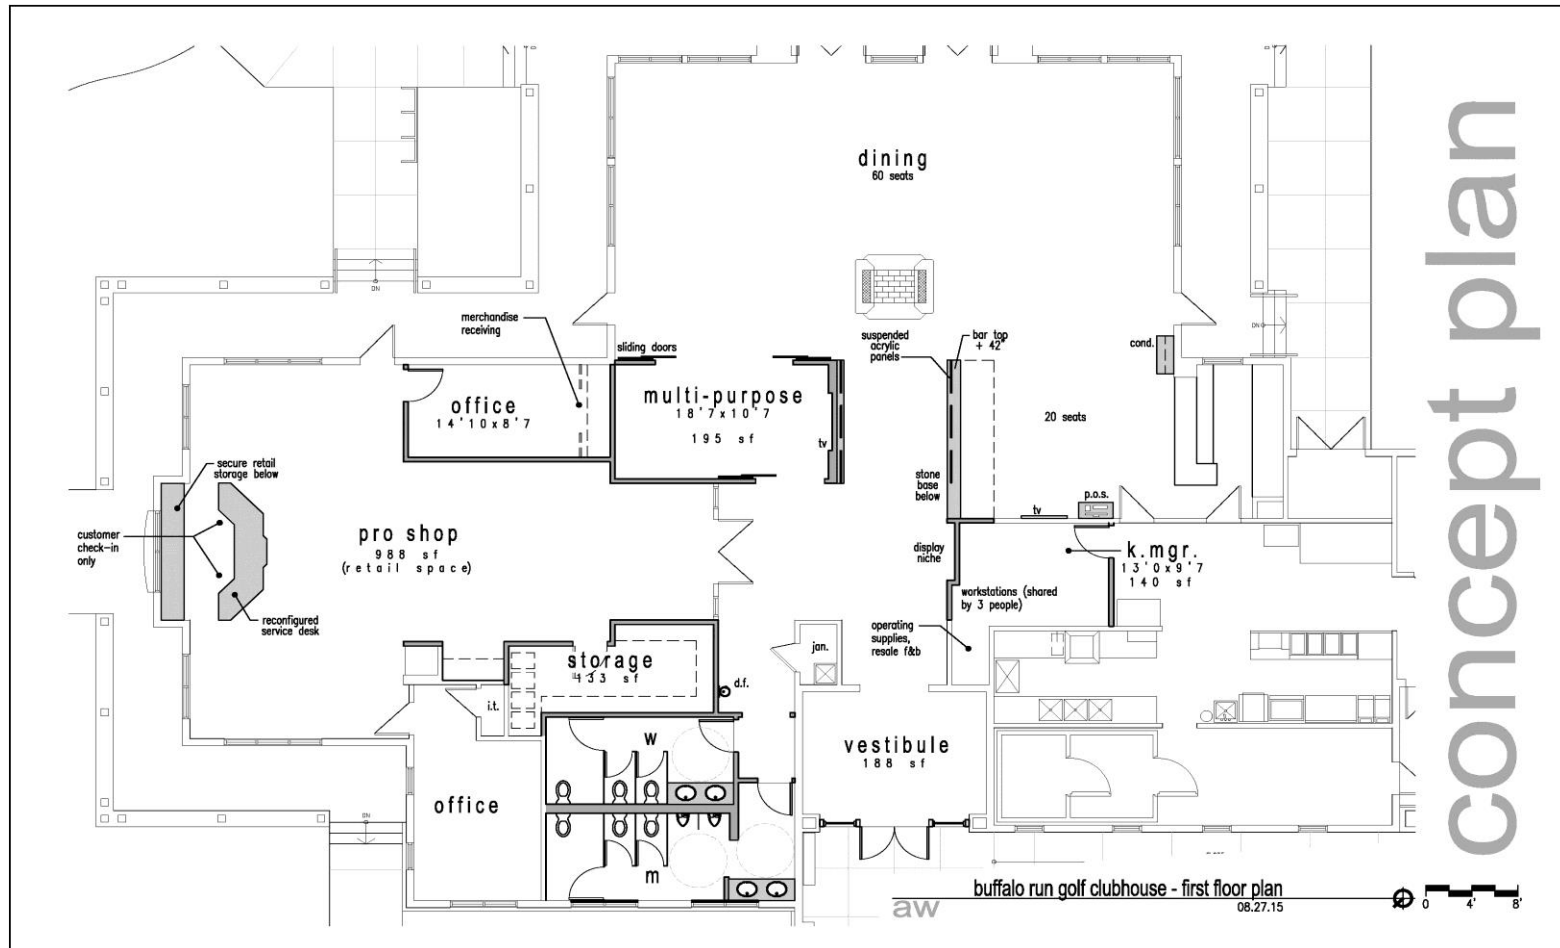 concept plan
dining
60 seats
DN
merchandise
receiving
sliding doors
suspended
acrylic
panels
bar top
+ 42"
cond.
DN
office
14'10x8'7
multi-purpose
18'7x10'7
195 sf
tv
20 seats
secure retail
storage below
stone
base
below
p.o.s.
tv
customer
check-in
only
pro shop
988 sf
(retail space)
display
niche
k.mgr.
13'0x9'7
140 sf
workstations (shared
by 3 people)
reconfigured
service desk
operating
supplies,
resale f&b
jan.
storage
133 sf
d.f.
i.t.
w
vestibule
188 sf
office
DN
m
buffalo run golf clubhouse - first floor plan
08.27.15
aw
0 4' 8'